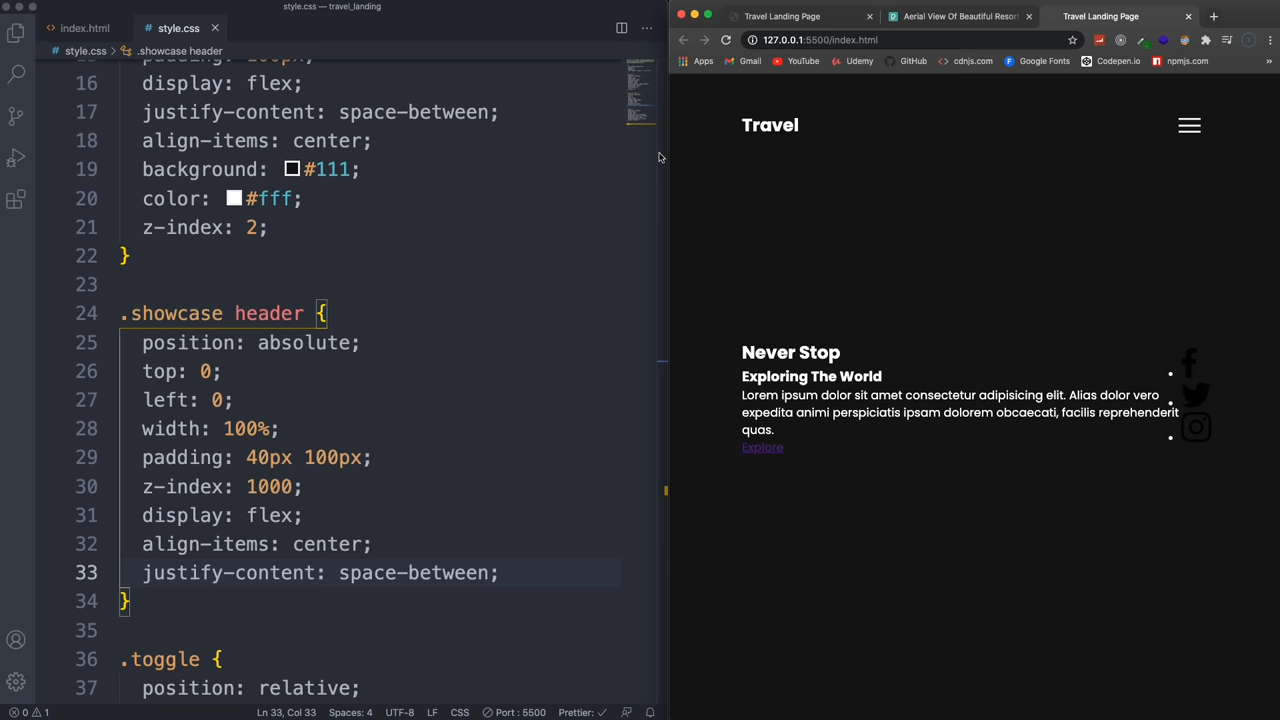 style.css — travel_landing
index.html
style.css
style.css > .showcase header
padding: 100px;
16 display: flex;
17 justify-content: space-between;
18 align-items: center;
19 background: #111;
20 color: #fff;
21 z-index: 2;
22 }
23
24 .showcase header {
25 position: absolute;
26 top: 0;
27 left: 0;
28 width: 100%;
29 padding: 40px 100px;
30 z-index: 1000;
31 display: flex;
32 align-items: center;
33 justify-content: space-between;
34 }
35
36 .toggle {
37 position: relative;
0 1
Ln 33, Col 33
Spaces: 4
UTF-8
LF
CSS
Port : 5500
Prettier: ✓
Travel Landing Page
Aerial View Of Beautiful Resort
Travel Landing Page
127.0.0.1:5500/index.html
Apps
Gmail
YouTube
Udemy
GitHub
cdnjs.com
Google Fonts
Codepen.io
npmjs.com
»
Travel
Never Stop
Exploring The World
Lorem ipsum dolor sit amet consectetur adipisicing elit. Alias dolor vero
expedita animi perspiciatis ipsam dolorem obcaecati, facilis reprehenderit
quas.
Explore